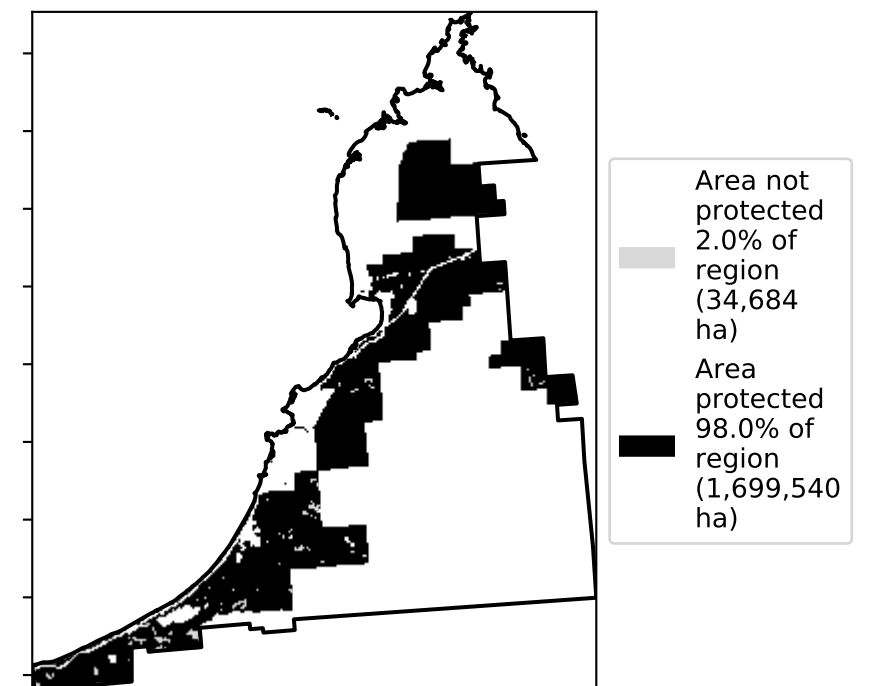 Area not
protected
2.0% of
region
(34,684
ha)
Area
protected
98.0% of
region
(1,699,540
ha)